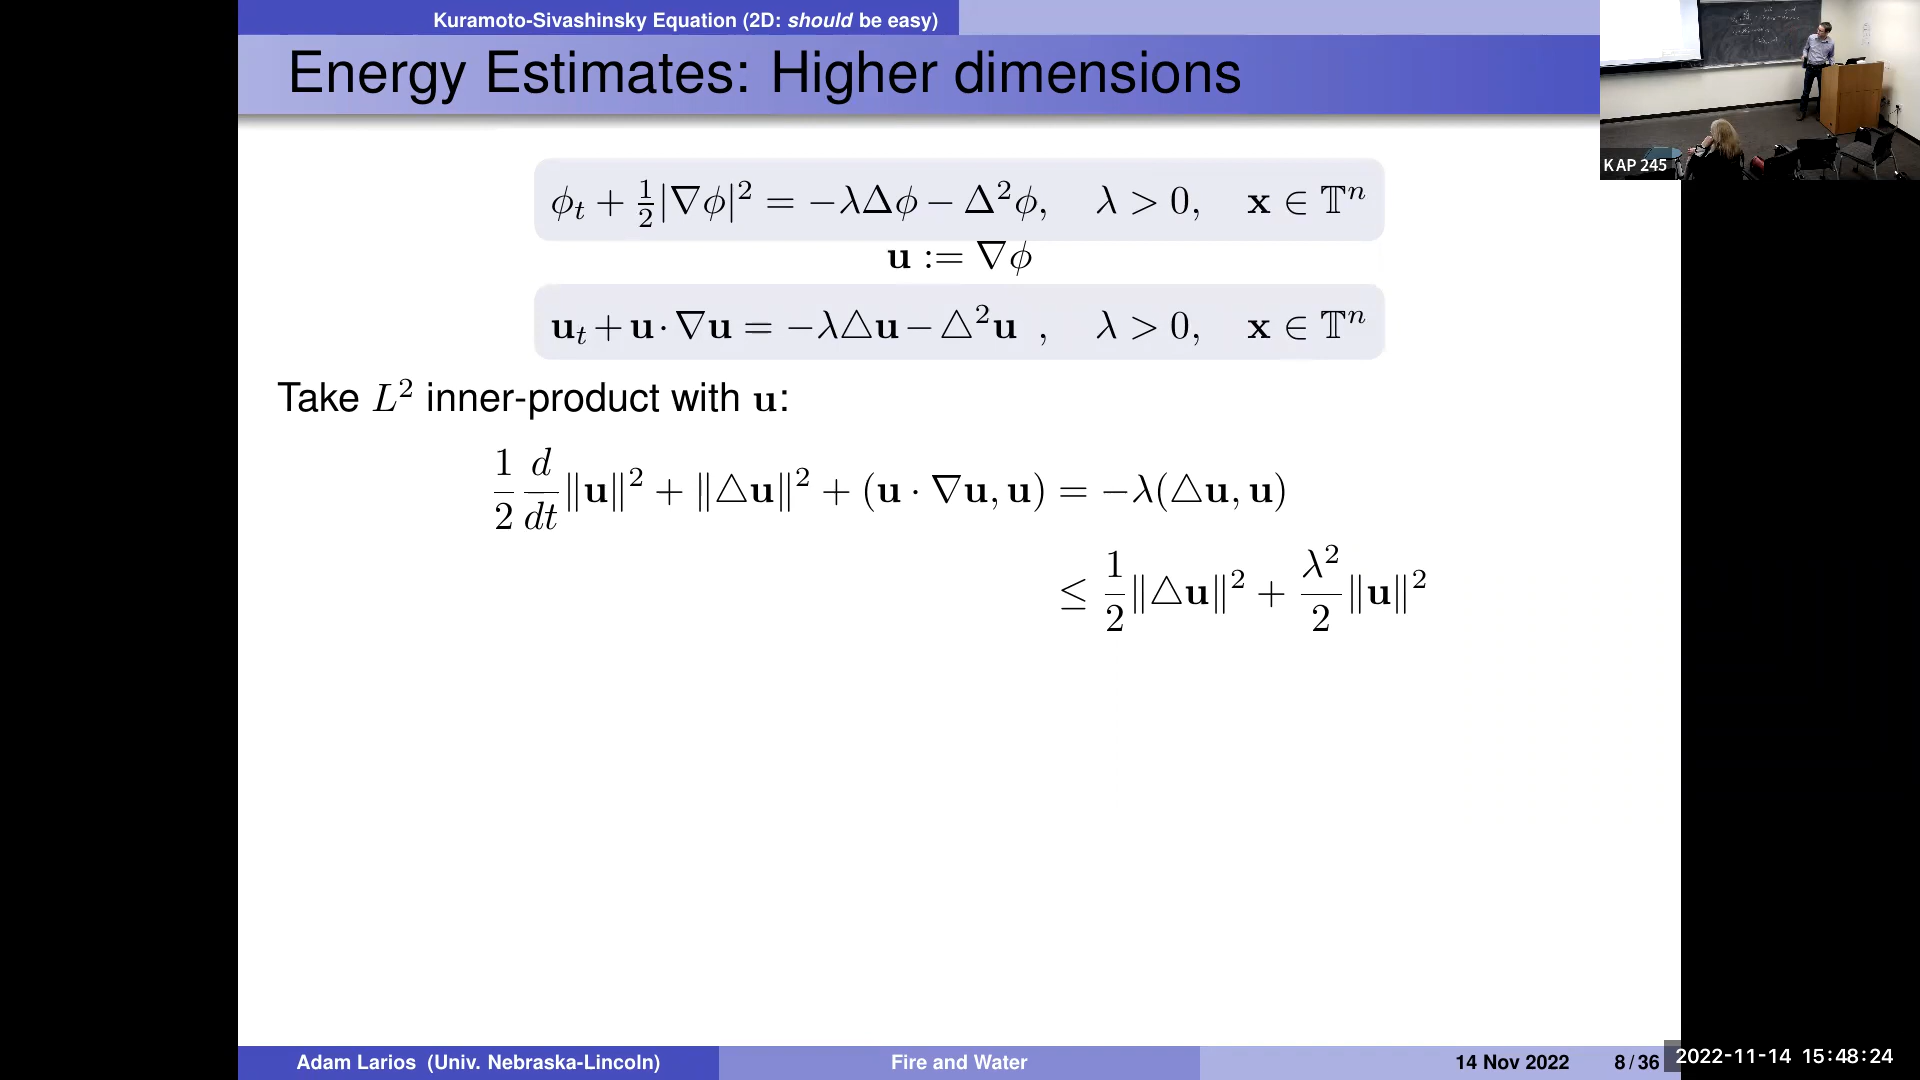 Kuramoto-Sivashinsky Equation (2D: should be easy)
Energy Estimates: Higher dimensions
ϕₜ + ½|∇ϕ|² = −λΔϕ − Δ²ϕ,  λ > 0,  𝐱 ∈ 𝕋ⁿ
𝐮 := ∇ϕ
𝐮ₜ + 𝐮 · ∇𝐮 = −λ△𝐮 − △²𝐮 ,  λ > 0,  𝐱 ∈ 𝕋ⁿ
Take L² inner-product with 𝐮:
1/2 d/dt ‖𝐮‖² + ‖△𝐮‖² + (𝐮 · ∇𝐮, 𝐮) = −λ(△𝐮, 𝐮)
≤ 1/2 ‖△𝐮‖² + λ²/2 ‖𝐮‖²
Adam Larios (Univ. Nebraska-Lincoln) Fire and Water 14 Nov 2022 8 / 36
KAP 245
2022-11-14 15:48:24